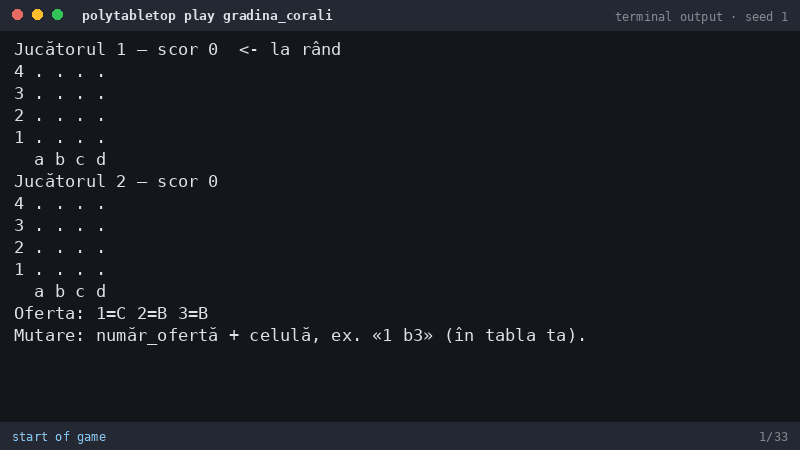 polytabletop play gradina_corali
terminal output · seed 1
Jucătorul 1 — scor 0  <- la rând
4 . . . .
3 . . . .
2 . . . .
1 . . . .
  a b c d
Jucătorul 2 — scor 0
4 . . . .
3 . . . .
2 . . . .
1 . . . .
  a b c d
Oferta: 1=C 2=B 3=B
Mutare: număr_ofertă + celulă, ex. «1 b3» (în tabla ta).
start of game
1/33